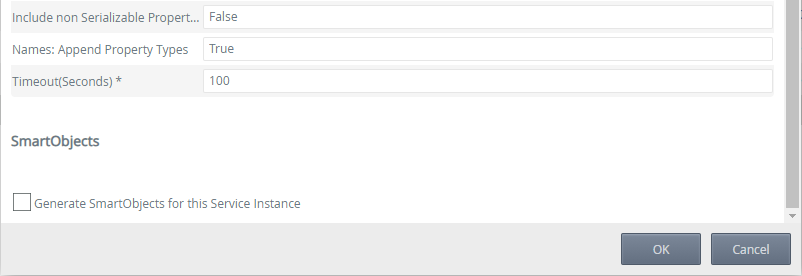 Include non Serializable Propert... False
Names: Append Property Types True
Timeout(Seconds) * 100
SmartObjects
Generate SmartObjects for this Service Instance
OK Cancel